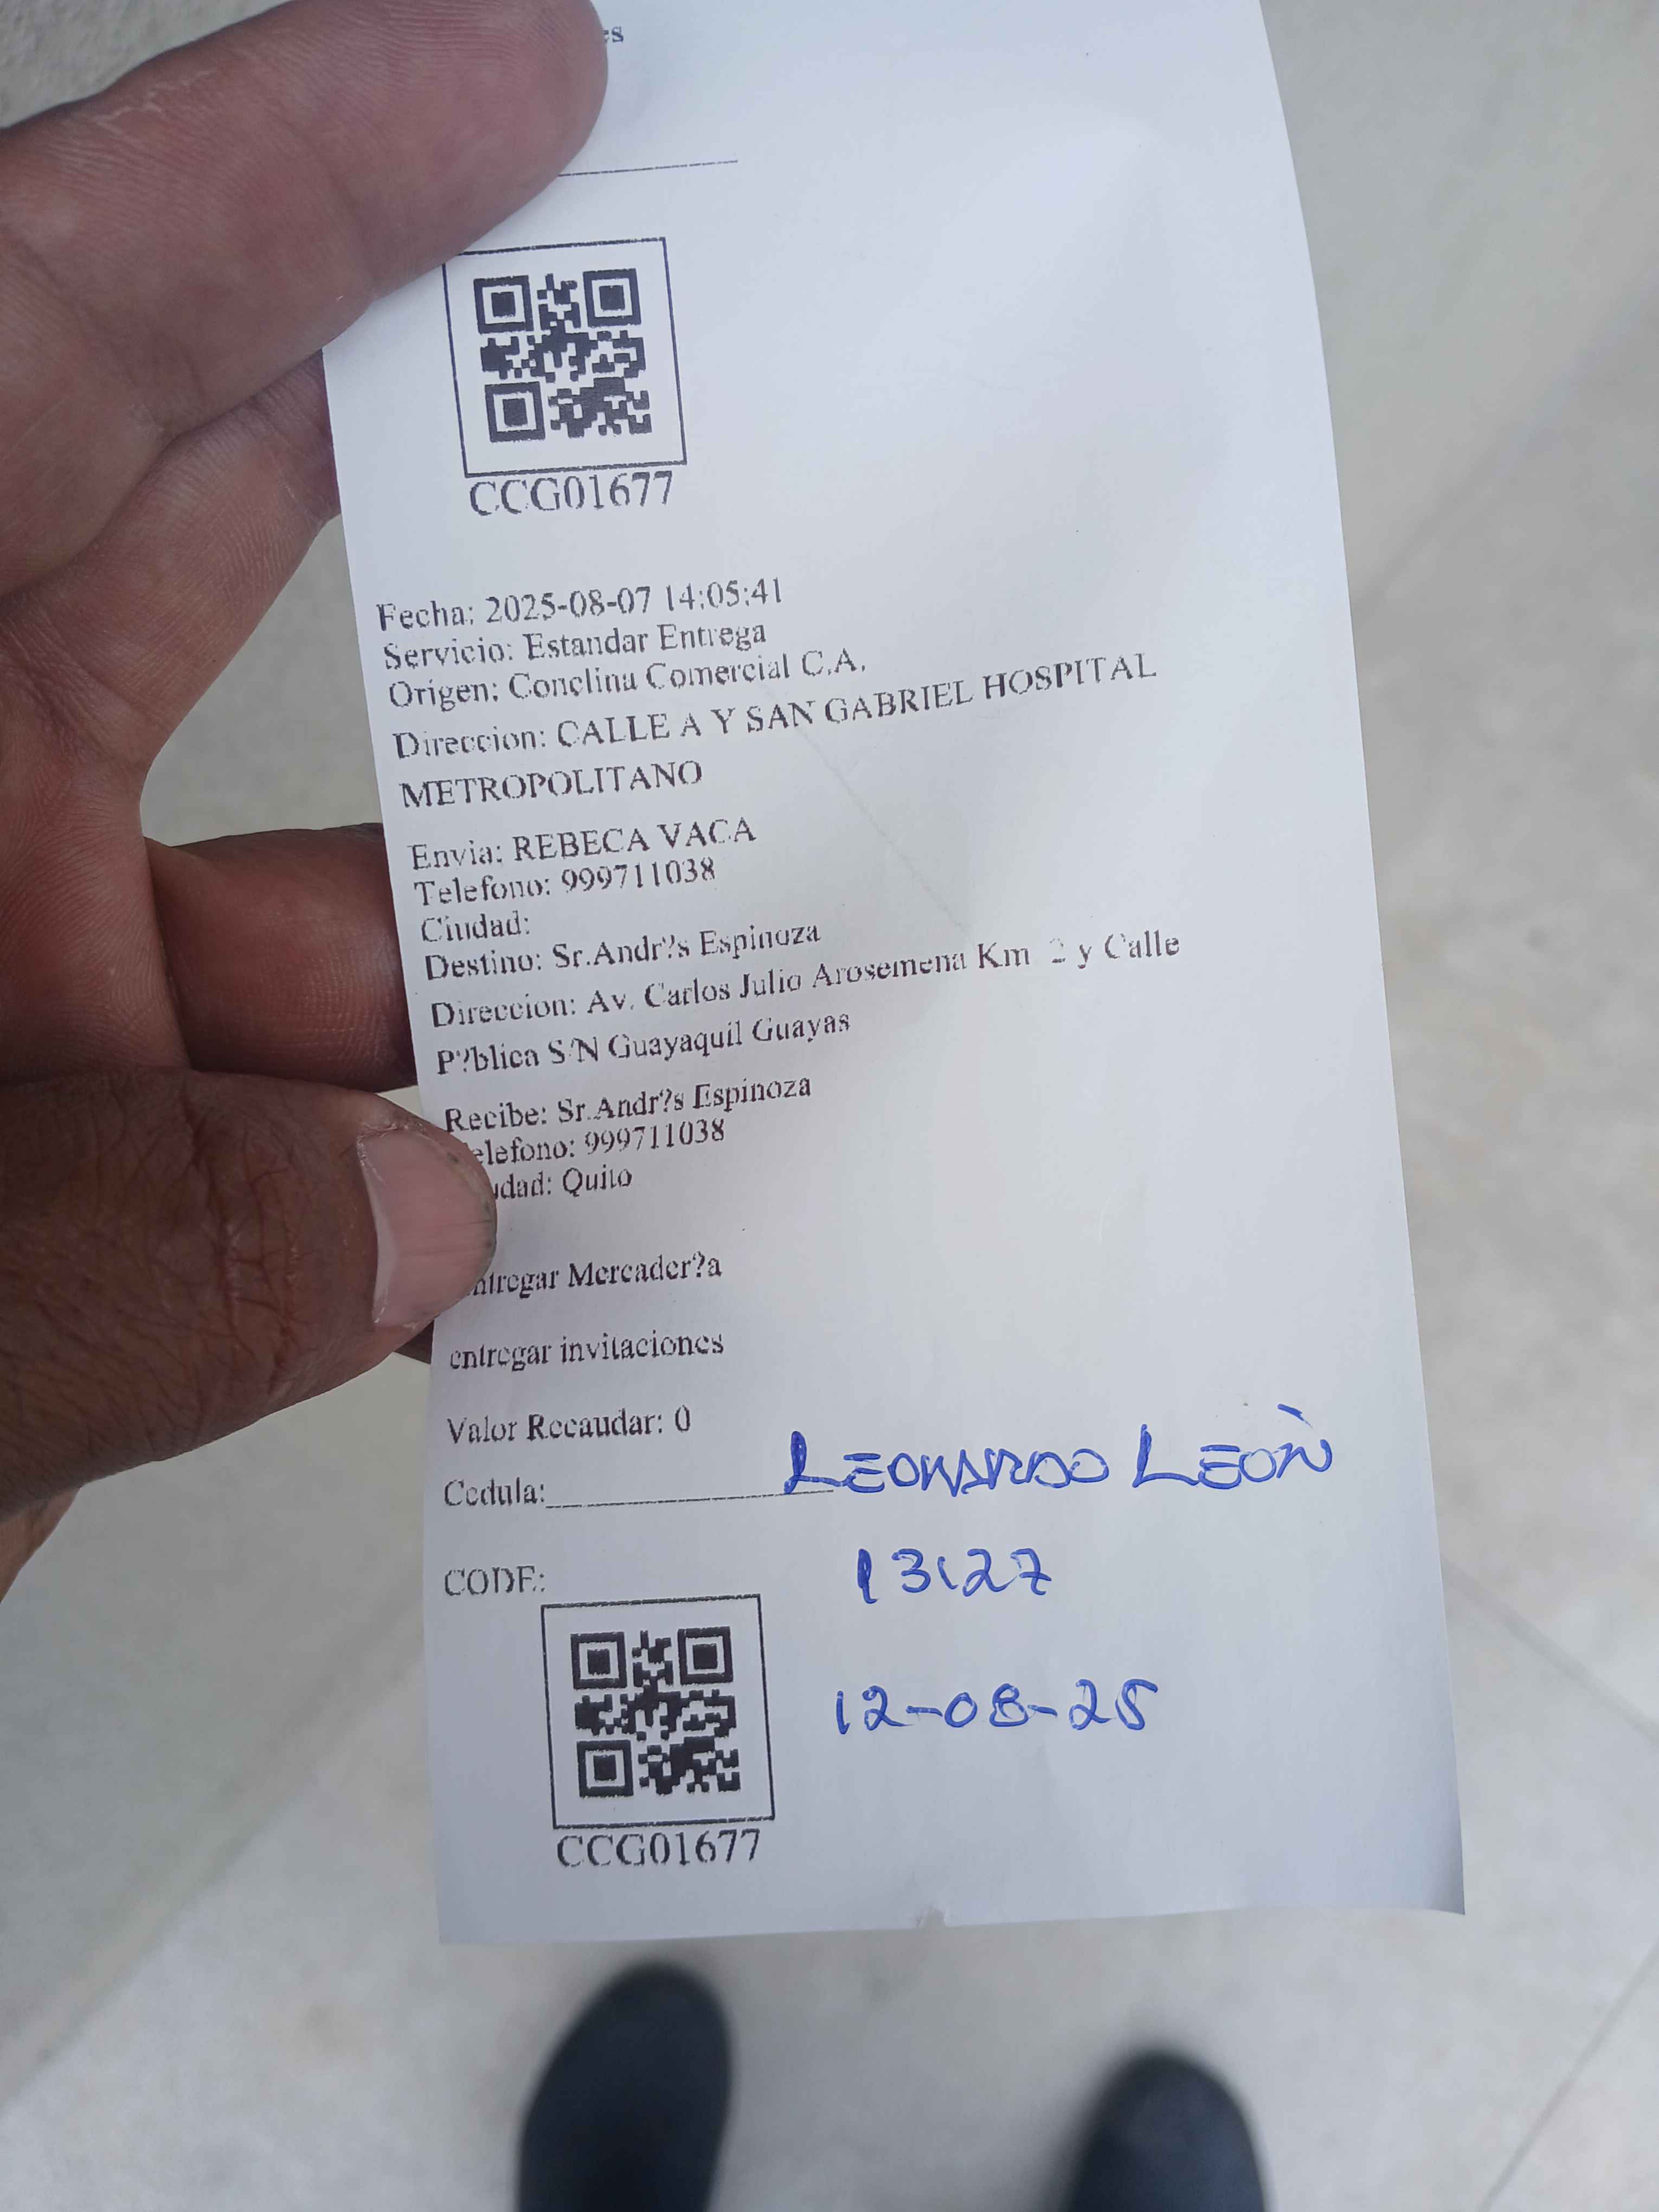 CCG01677
Fecha: 2025-08-07 14:05:41
Servicio: Estandar Entrega
Origen: Conclina Comercial C.A.
Direccion: CALLE A Y SAN GABRIEL HOSPITAL
METROPOLITANO
Envia: REBECA VACA
Telefono: 999711038
Ciudad:
Destino: Sr.Andr?s Espinoza
Direccion: Av. Carlos Julio Arosemena Km 2 y Calle
P?blica S/N Guayaquil Guayas
Recibe: Sr.Andr?s Espinoza
elefono: 999711038
udad: Quito
ntregar Mercader?a
entregar invitaciones
Valor Recaudar: 0
Cedula:
LEONARDO LEOǸ
CODE:
13:27
12-08-25
CCG01677